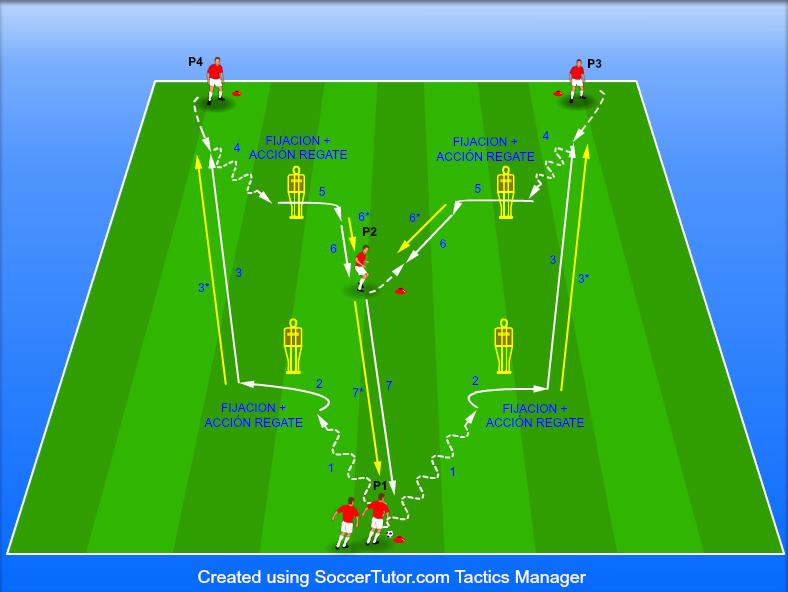 P4
P3
4
FIJACION +
ACCIÓN REGATE
FIJACION +
ACCIÓN REGATE
4
5
5
6*
6*
P2
6
6
3
3
3*
3*
2
2
7*
7
FIJACION +
ACCIÓN REGATE
FIJACION +
ACCIÓN REGATE
1
1
P1
Created using SoccerTutor.com Tactics Manager